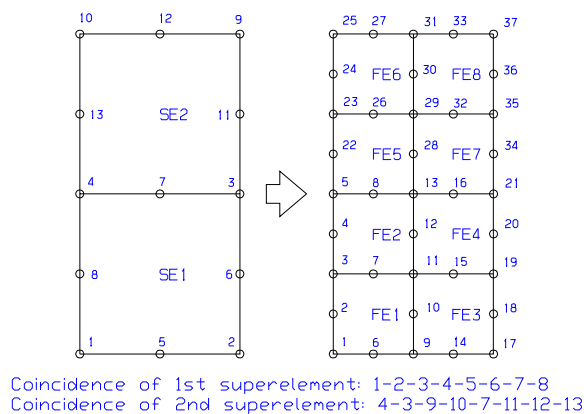 10 12 9 25 27 31 33 37
24 FE6 30 FE8 36
23 26 29 32 35
13 SE2 11
22 FE5 28 FE7 34
4 7 3 5 8 13 16 21
4 FE2 12 FE4 20
8 SE1 6 3 7 11 15 19
2 FE1 10 FE3 18
1 5 2 1 6 9 14 17
Coincidence of 1st superelement: 1-2-3-4-5-6-7-8
Coincidence of 2nd superelement: 4-3-9-10-7-11-12-13